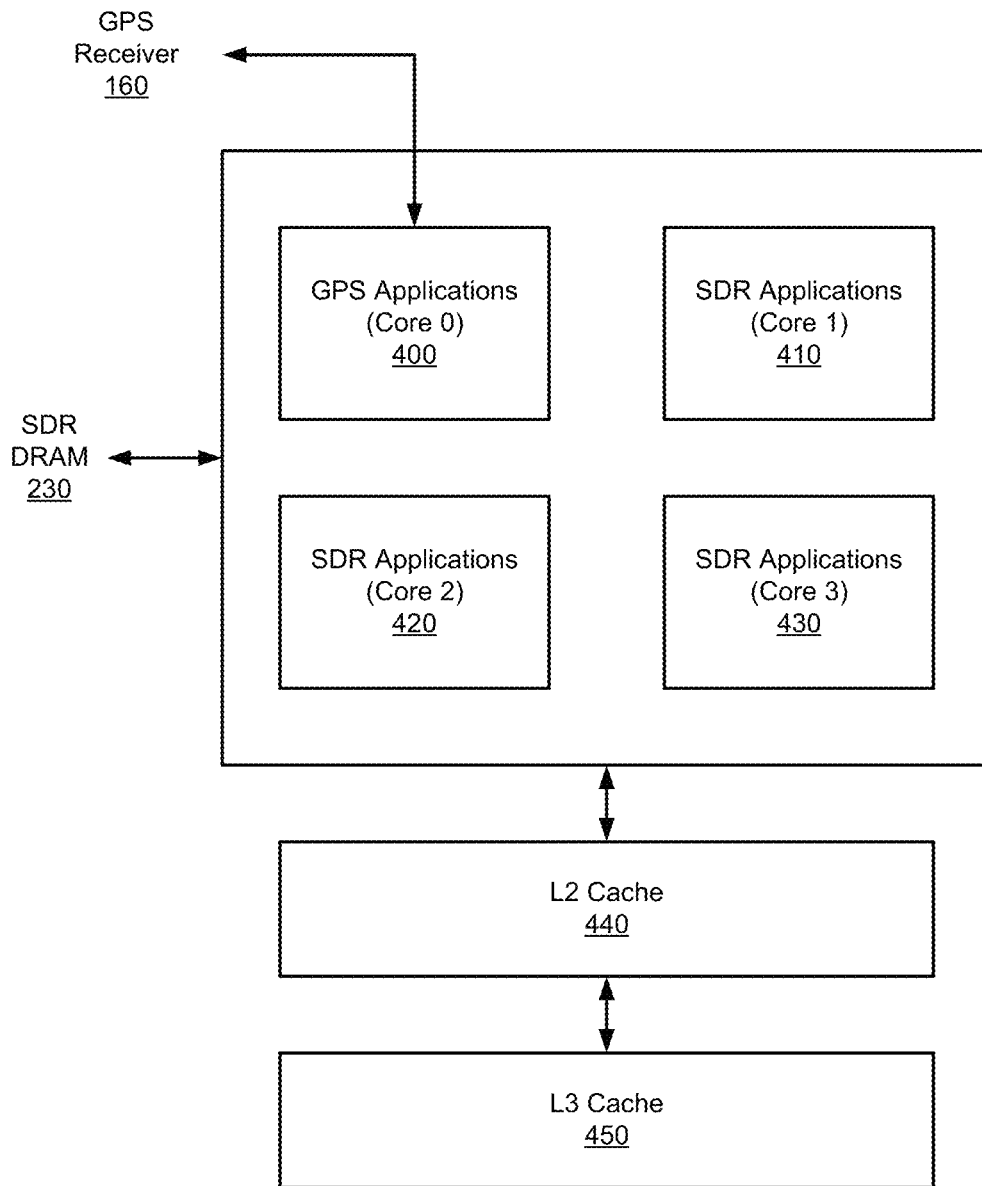 GPS
Receiver
160
GPS Applications
(Core 0)
400
SDR Applications
(Core 1)
410
SDR
DRAM
230
SDR Applications
(Core 2)
420
SDR Applications
(Core 3)
430
L2 Cache
440
L3 Cache
450